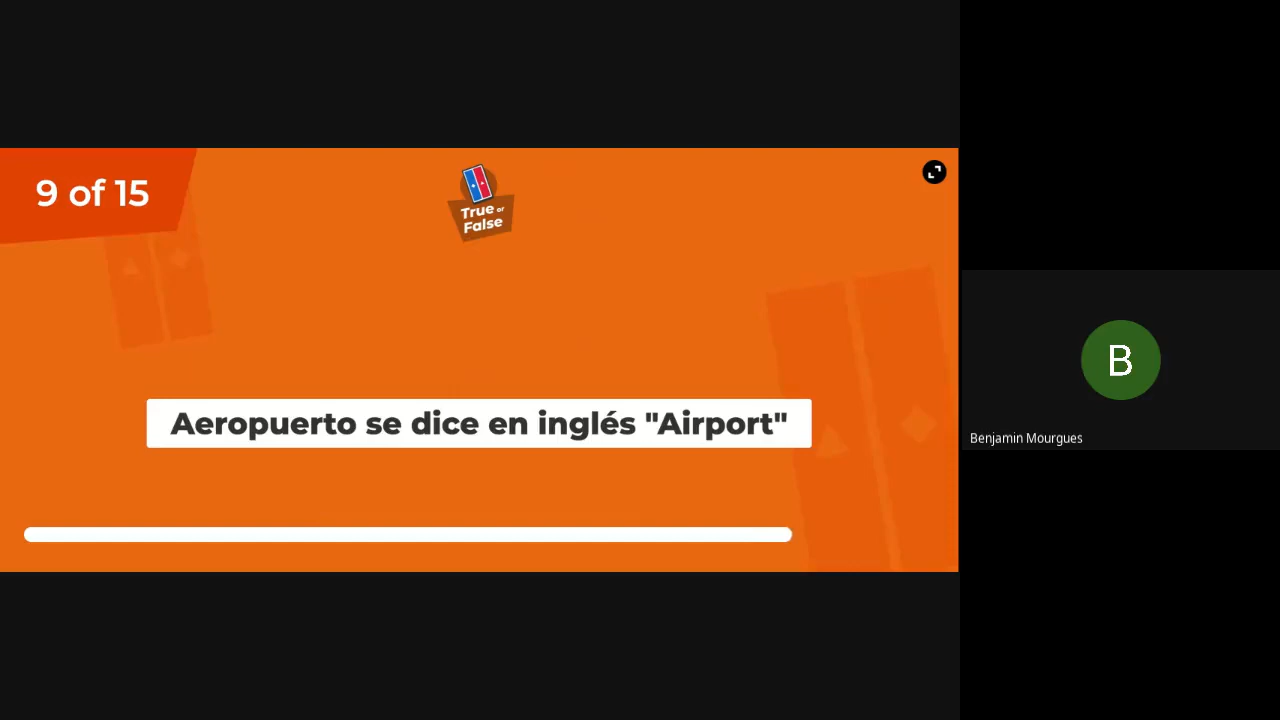 9 of 15
True or
False
Aeropuerto se dice en inglés "Airport"
B
Benjamin Mourgues